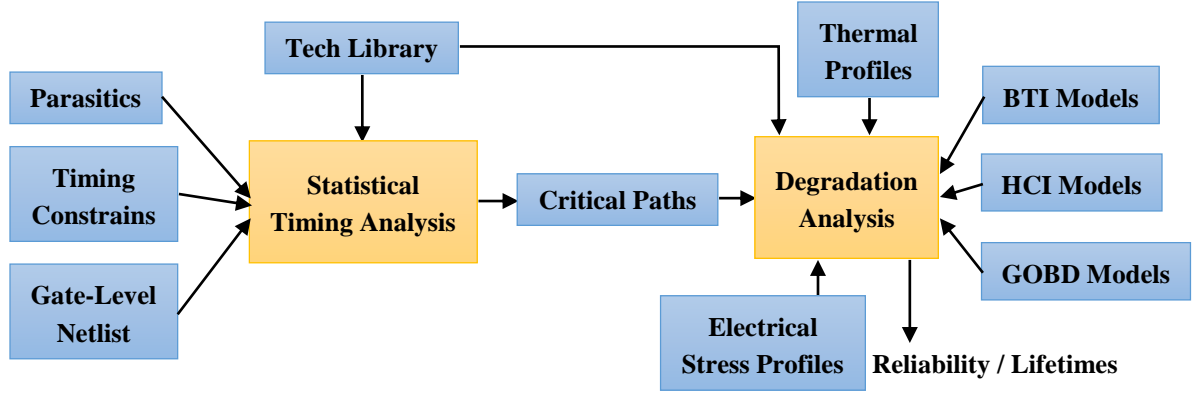 Tech Library
Thermal
Profiles
Parasitics
BTI Models
Timing
Constrains
Statistical
Timing Analysis
Critical Paths
Degradation
Analysis
HCI Models
GOBD Models
Gate-Level
Netlist
Electrical
Stress Profiles
Reliability / Lifetimes